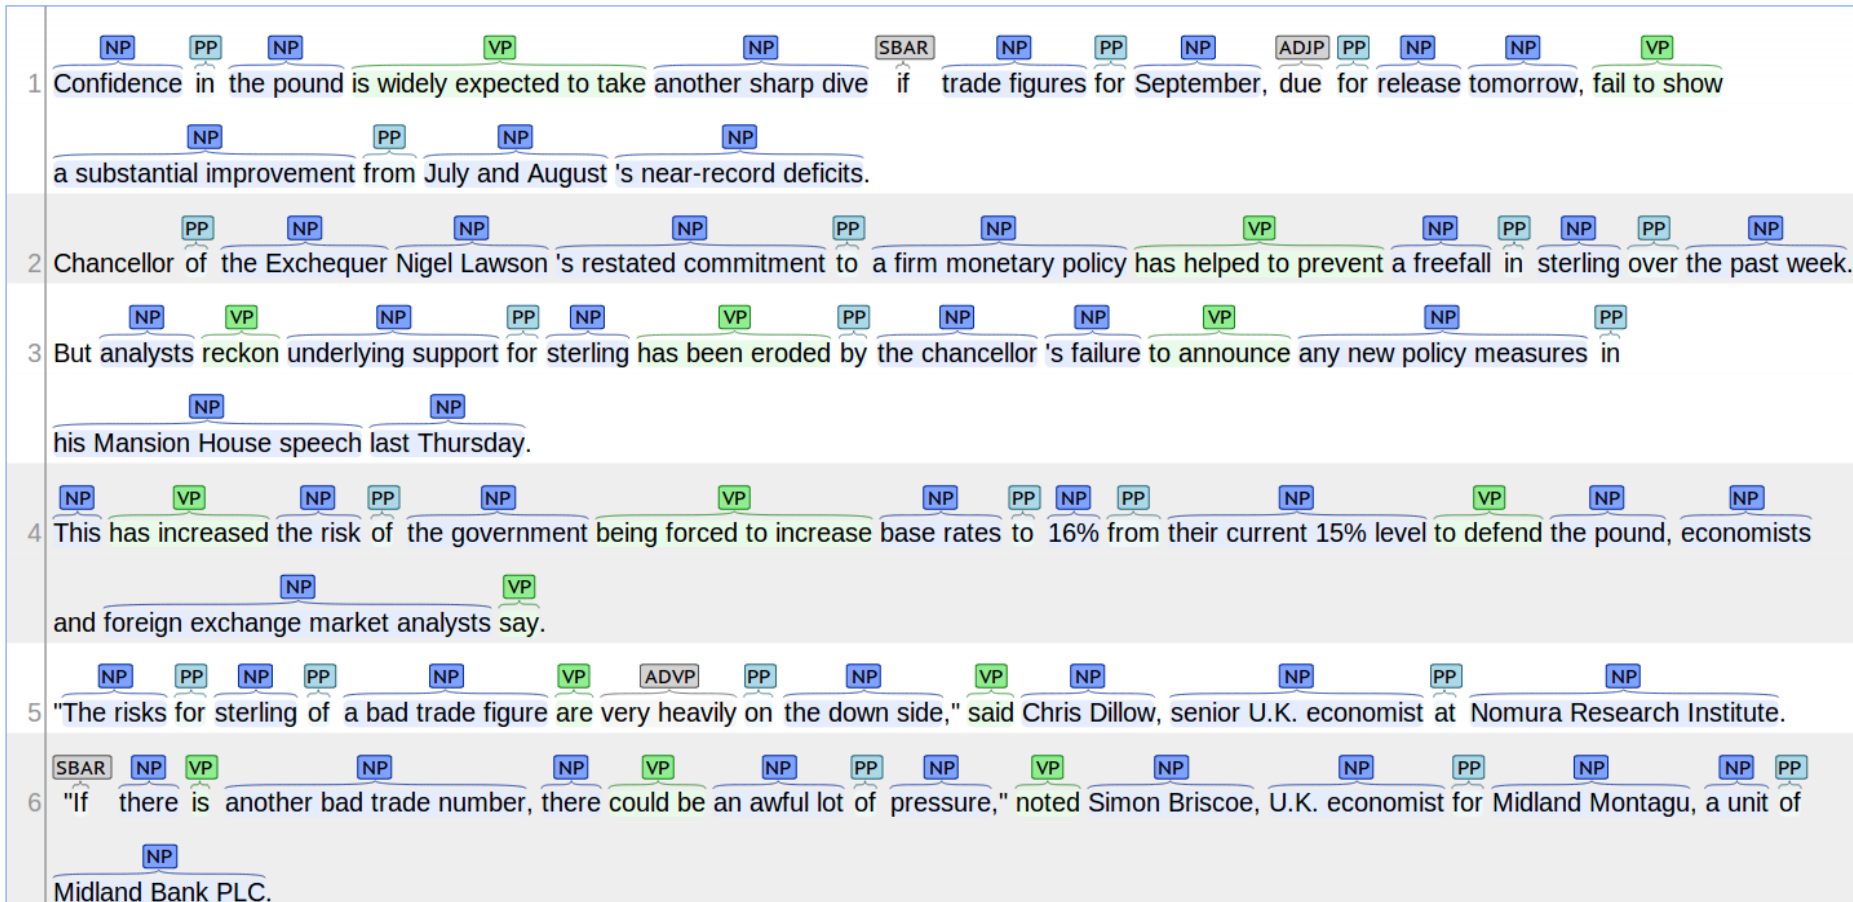 NP PP NP VP NP SBAR NP PP NP ADJP PP NP NP VP
1 Confidence in the pound is widely expected to take another sharp dive if trade figures for September, due for release tomorrow, fail to show
NP PP NP NP
a substantial improvement from July and August 's near-record deficits.
PP NP NP NP PP NP VP NP PP NP PP NP
2 Chancellor of the Exchequer Nigel Lawson 's restated commitment to a firm monetary policy has helped to prevent a freefall in sterling over the past week.
NP VP NP PP NP VP PP NP NP VP NP PP
3 But analysts reckon underlying support for sterling has been eroded by the chancellor 's failure to announce any new policy measures in
NP NP
his Mansion House speech last Thursday.
NP VP NP PP NP VP NP PP NP PP NP VP NP NP
4 This has increased the risk of the government being forced to increase base rates to 16% from their current 15% level to defend the pound, economists
NP VP
and foreign exchange market analysts say.
NP PP NP PP NP VP ADVP PP NP VP NP NP PP NP
5 "The risks for sterling of a bad trade figure are very heavily on the down side," said Chris Dillow, senior U.K. economist at Nomura Research Institute.
SBAR NP VP NP NP VP NP PP NP VP NP NP PP NP NP PP
6 "If there is another bad trade number, there could be an awful lot of pressure," noted Simon Briscoe, U.K. economist for Midland Montagu, a unit of
NP
Midland Bank PLC.